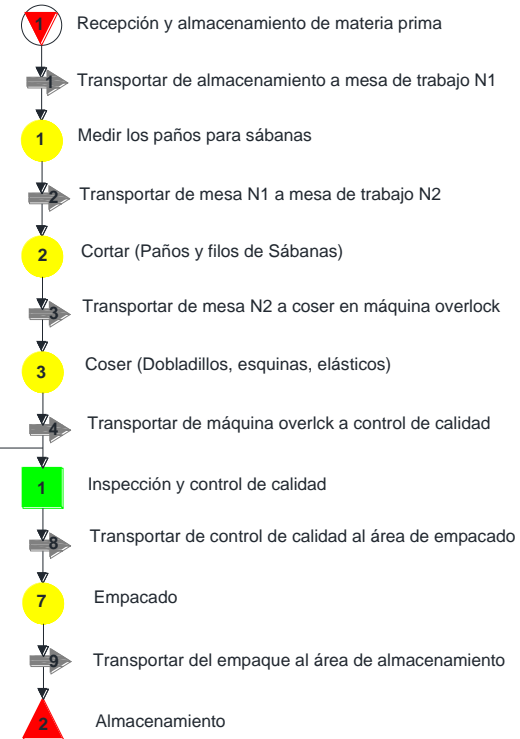 1 Recepción y almacenamiento de materia prima
1 Transportar de almacenamiento a mesa de trabajo N1
1 Medir los paños para sábanas
2 Transportar de mesa N1 a mesa de trabajo N2
2 Cortar (Paños y filos de Sábanas)
3 Transportar de mesa N2 a coser en máquina overlock
3 Coser (Dobladillos, esquinas, elásticos)
4 Transportar de máquina overlck a control de calidad
1 Inspección y control de calidad
8 Transportar de control de calidad al área de empacado
7 Empacado
9 Transportar del empaque al área de almacenamiento
2 Almacenamiento